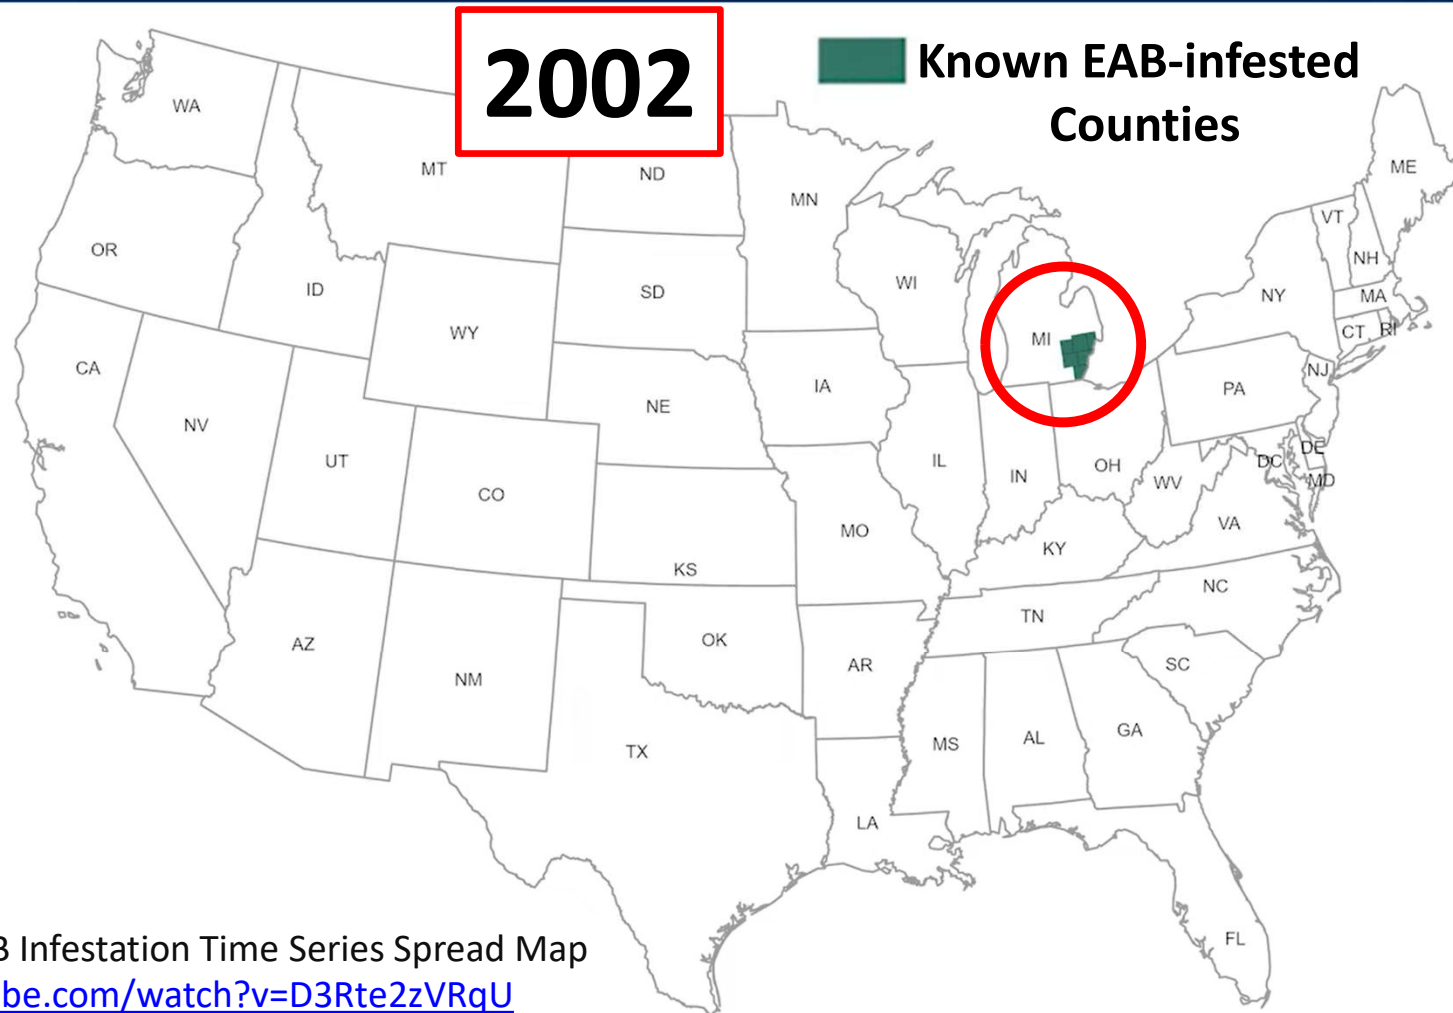 2002
Known EAB-infested
Counties
WA
MT
ND
MN
ME
VT
OR
NH
ID
SD
WI
NY
MA
WY
MI
CT
RI
CA
NJ
IA
PA
NE
NV
UT
IL
OH
DE
DC
CO
IN
WV
MD
MO
VA
KY
KS
NC
TN
AZ
OK
AR
SC
NM
GA
TX
MS
AL
LA
FL
B Infestation Time Series Spread Map
be.com/watch?v=D3Rte2zVRqU